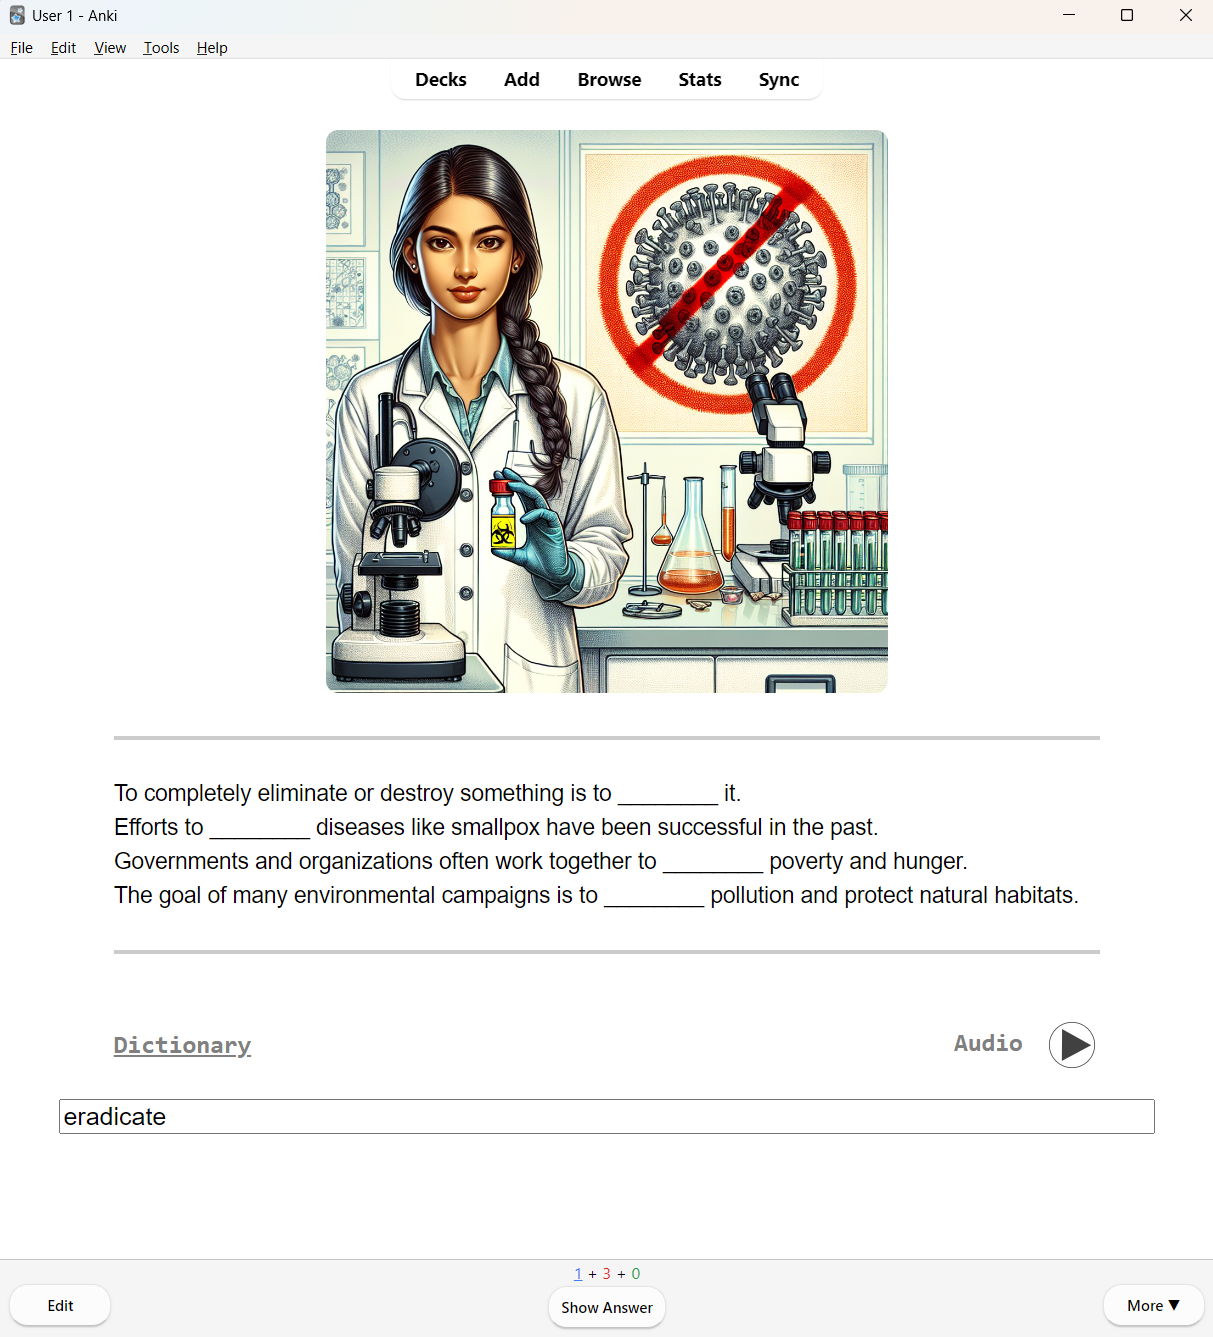 User 1 - Anki
File Edit View Tools Help
Decks Add Browse Stats Sync
To completely eliminate or destroy something is to ________ it.
Efforts to ________ diseases like smallpox have been successful in the past.
Governments and organizations often work together to ________ poverty and hunger.
The goal of many environmental campaigns is to ________ pollution and protect natural habitats.
Dictionary Audio
eradicate
1 + 3 + 0
Edit Show Answer More ▼